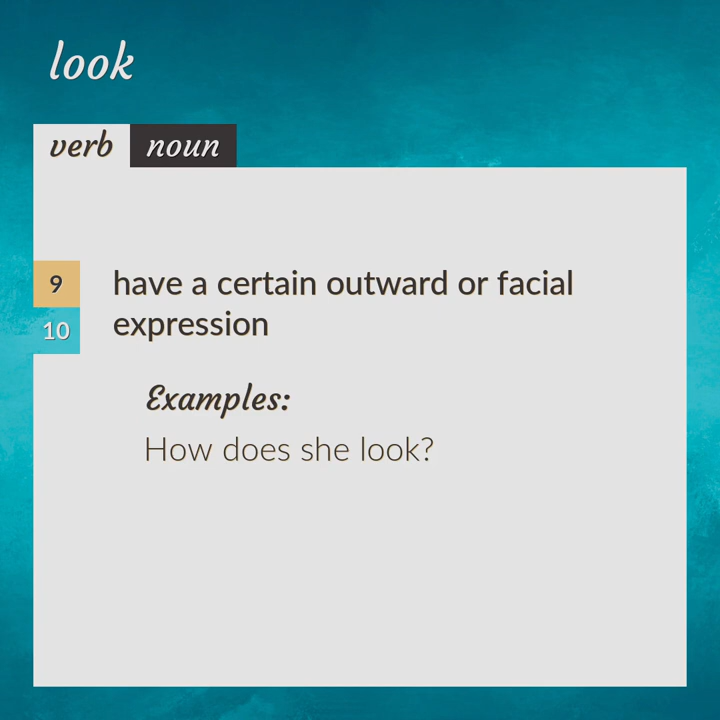 look
verb noun
9
have a certain outward or facial
10
expression
Examples:
How does she look?